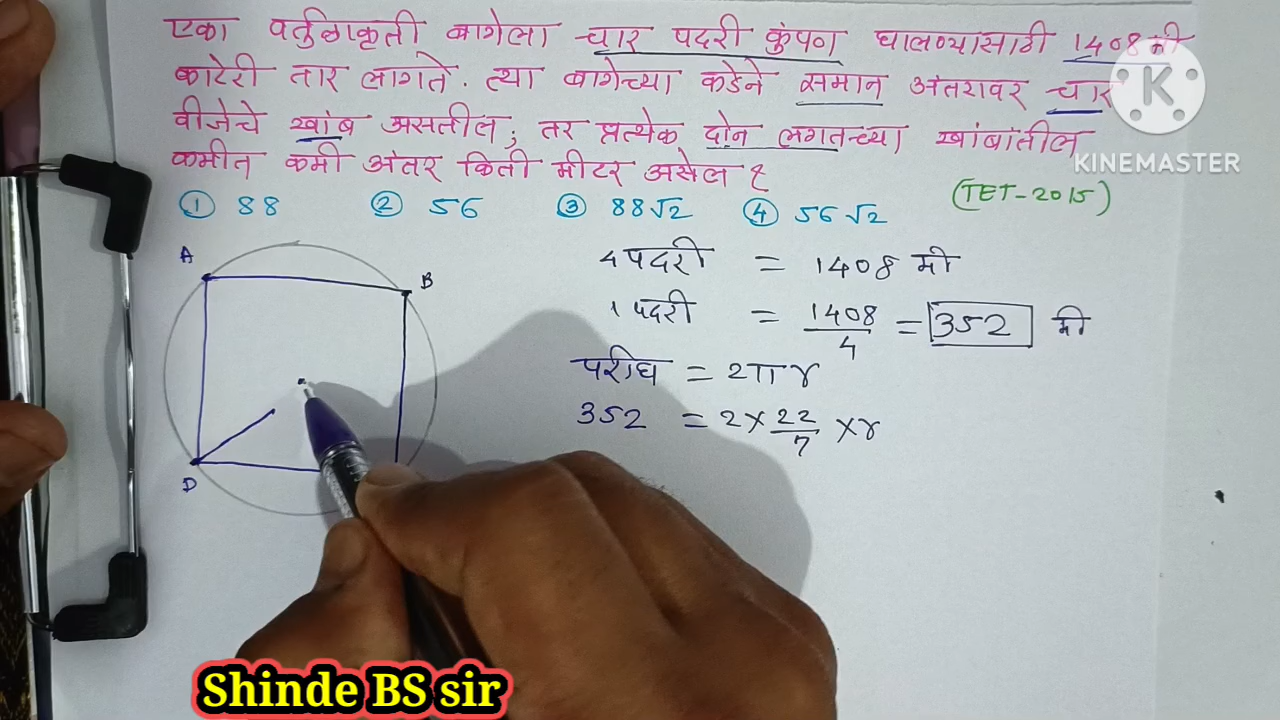 एका वर्तुळाकृती बागेला चार पदरी कुंपण घालण्यासाठी 1408 मी
काटेरी तार लागते. त्या बागेच्या कडेने समान अंतरावर चार
वीजेचे खांब असतील, तर प्रत्येक दोन लगतच्या खांबांतील
कमीत कमी अंतर किती मीटर असेल ?
K
KINEMASTER
① 88 ② 56 ③ 88√2 ④ 56√2 (TET-2015)
A
B
D
4 पदरी = 1408 मी
1 पदरी = 1408/4 = 352 मी
परीघ = 2πr
352 = 2 × 22/7 × r
Shinde BS sir